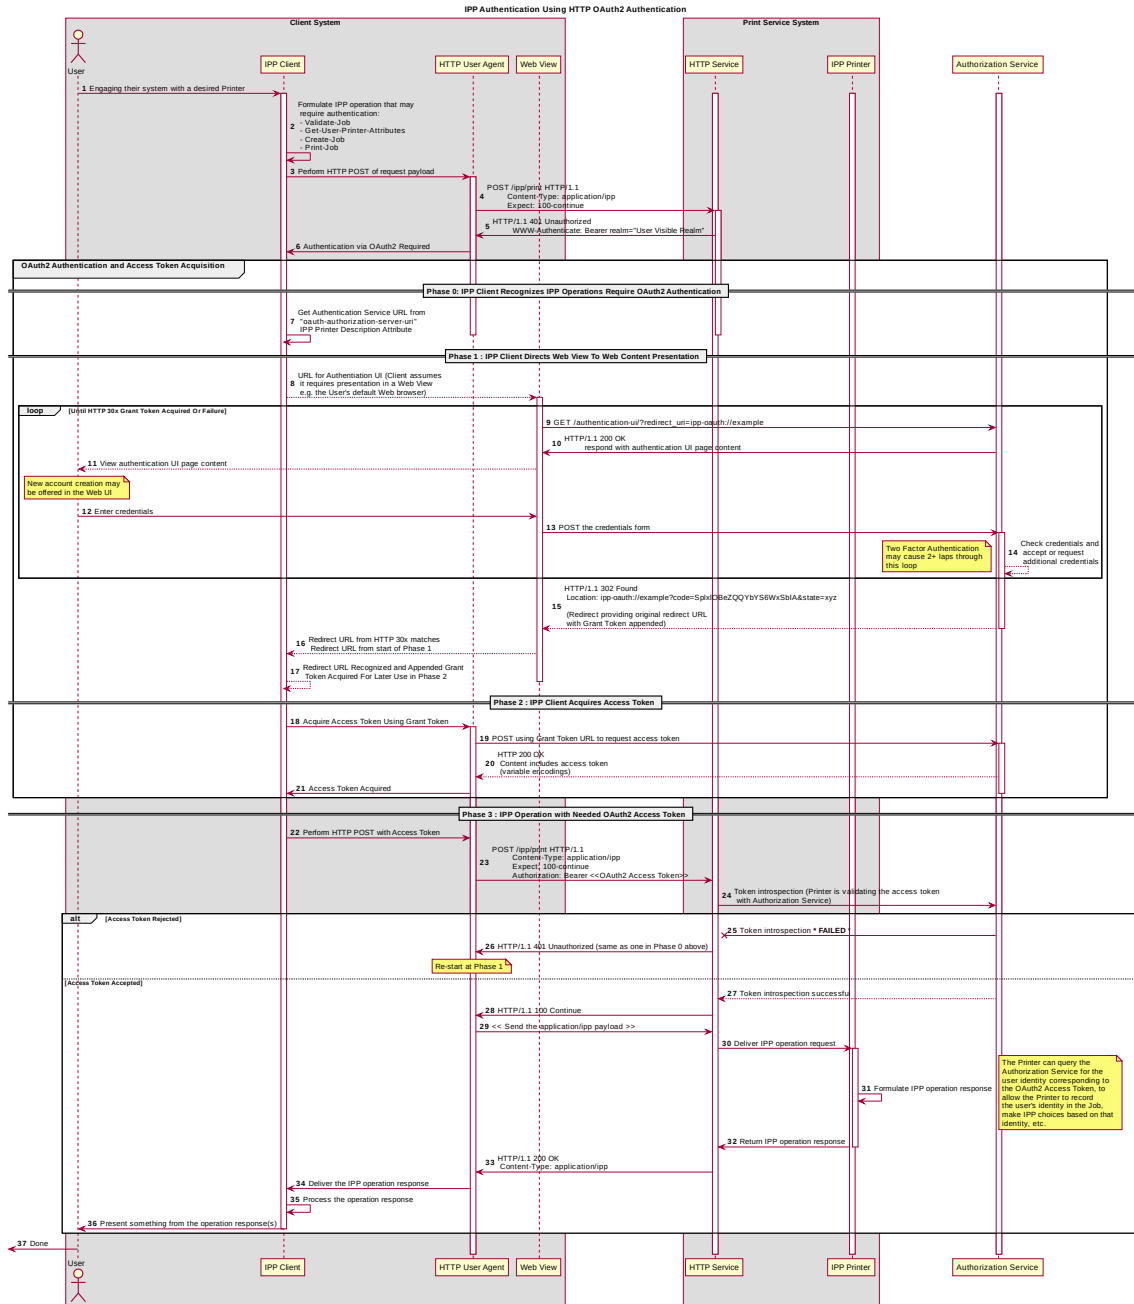 IPP Authentication Using HTTP OAuth2 Authentication
Client System
Print Service System
User
IPP Client
HTTP User Agent
Web View
HTTP Service
IPP Printer
Authorization Service
1 Engaging their system with a desired Printer
2 Formulate IPP operation that may
require authentication:
- Validate-Job
- Get-User-Printer-Attributes
- Create-Job
- Print-Job
3 Perform HTTP POST of request payload
4 POST /ipp/print HTTP/1.1
Content-Type: application/ipp
Expect: 100-continue
5 HTTP/1.1 401 Unauthorized
WWW-Authenticate: Bearer realm="User Visible Realm"
6 Authentication via OAuth2 Required
OAuth2 Authentication and Access Token Acquisition
Phase 0: IPP Client Recognizes IPP Operations Require OAuth2 Authentication
7 Get Authentication Service URL from
"oauth-authorization-server-uri"
IPP Printer Description Attribute
Phase 1 : IPP Client Directs Web View To Web Content Presentation
8 URL for Authentiation UI (Client assumes
it requires presentation in a Web View
e.g. the User's default Web browser)
loop [Until HTTP 30x Grant Token Acquired Or Failure]
9 GET /authentication-ui/?redirect_uri=ipp-oauth://example
10 HTTP/1.1 200 OK
respond with authentication UI page content
11 View authentication UI page content
New account creation may
be offered in the Web UI
12 Enter credentials
13 POST the credentials form
Two Factor Authentication
may cause 2+ laps through
this loop
14 Check credentials and
accept or request
additional credentials
15 HTTP/1.1 302 Found
Location: ipp-oauth://example?code=SplxlOBeZQQYbYS6WxSbIA&state=xyz
(Redirect providing original redirect URL
with Grant Token appended)
16 Redirect URL from HTTP 30x matches
Redirect URL from start of Phase 1
17 Redirect URL Recognized and Appended Grant
Token Acquired For Later Use in Phase 2
Phase 2 : IPP Client Acquires Access Token
18 Acquire Access Token Using Grant Token
19 POST using Grant Token URL to request access token
20 HTTP 200 OK
Content includes access token
(variable encodings)
21 Access Token Acquired
Phase 3 : IPP Operation with Needed OAuth2 Access Token
22 Perform HTTP POST with Access Token
23 POST /ipp/print HTTP/1.1
Content-Type: application/ipp
Expect: 100-continue
Authorization: Bearer <<OAuth2 Access Token>>
24 Token introspection (Printer is validating the access token
with Authorization Service)
alt [Access Token Rejected]
25 Token introspection * FAILED *
26 HTTP/1.1 401 Unauthorized (same as one in Phase 0 above)
Re-start at Phase 1
[Access Token Accepted]
27 Token introspection successful
28 HTTP/1.1 100 Continue
29 << Send the application/ipp payload >>
30 Deliver IPP operation request
The Printer can query the
Authorization Service for the
user identity corresponding to
the OAuth2 Access Token, to
allow the Printer to record
the user's identity in the Job,
make IPP choices based on that
identity, etc.
31 Formulate IPP operation response
32 Return IPP operation response
33 HTTP/1.1 200 OK
Content-Type: application/ipp
34 Deliver the IPP operation response
35 Process the operation response
36 Present something from the operation response(s)
37 Done
User
IPP Client
HTTP User Agent
Web View
HTTP Service
IPP Printer
Authorization Service